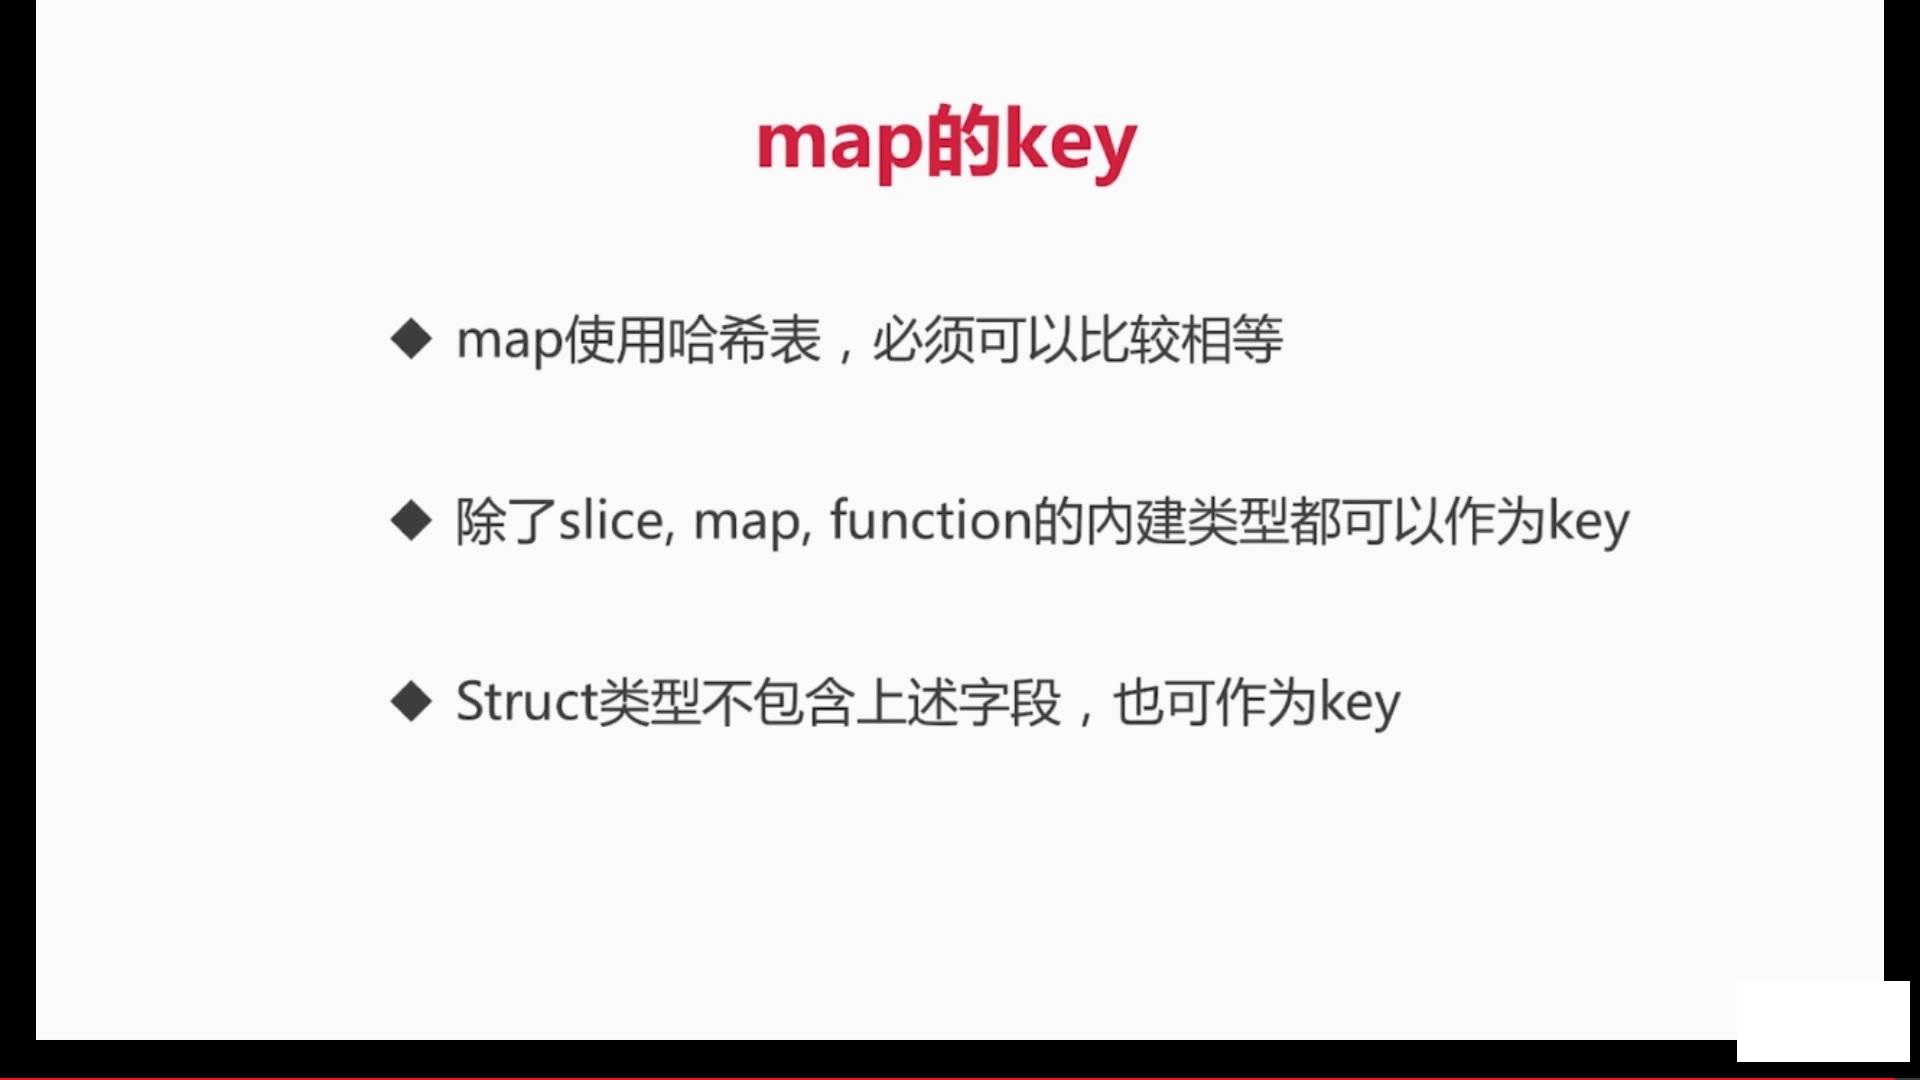 map的key
map使用哈希表，必须可以比较相等
除了slice, map, function的内建类型都可以作为key
Struct类型不包含上述字段，也可作为key